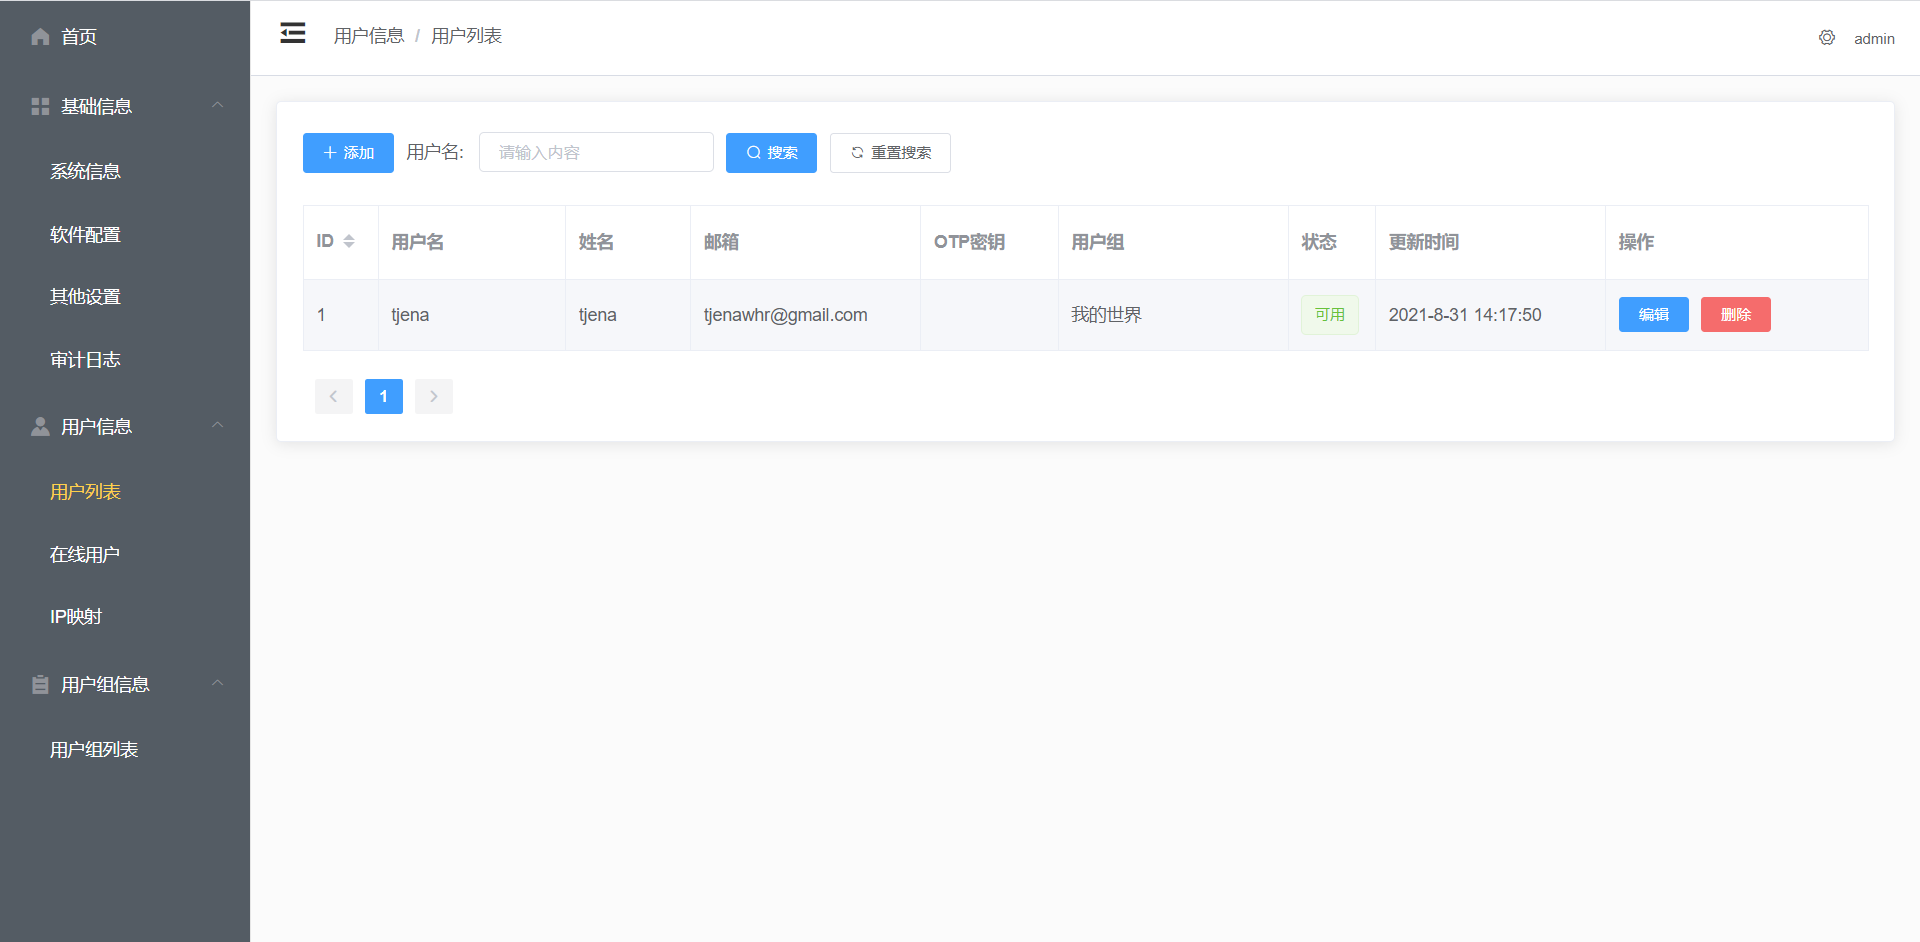 首页
基础信息
系统信息
软件配置
其他设置
审计日志
用户信息
用户列表
在线用户
IP映射
用户组信息
用户组列表
用户信息 / 用户列表
admin
添加 用户名: 请输入内容 搜索 重置搜索
ID 用户名 姓名 邮箱 OTP密钥 用户组 状态 更新时间 操作
1 tjena tjena tjenawhr@gmail.com 我的世界 可用 2021-8-31 14:17:50 编辑 删除
1